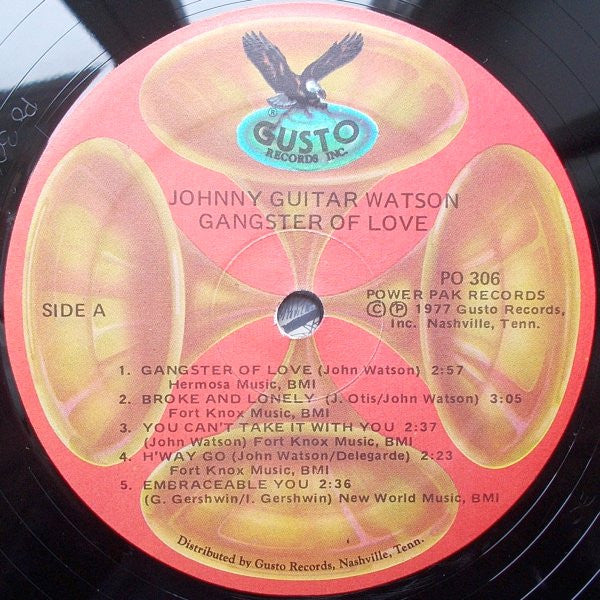 ®
GUSTO
RECORDS INC.
JOHNNY GUITAR WATSON
GANGSTER OF LOVE
PO 306
SIDE A
POWER PAK RECORDS
© ℗ 1977 Gusto Records,
Inc. Nashville, Tenn.
1. GANGSTER OF LOVE (John Watson) 2:57
Hermosa Music, BMI
2. BROKE AND LONELY (J. Otis/John Watson) 3:05
Fort Knox Music, BMI
3. YOU CAN'T TAKE IT WITH YOU 2:37
(John Watson) Fort Knox Music, BMI
4. H'WAY GO (John Watson/Delegarde) 2:23
Fort Knox Music, BMI
5. EMBRACEABLE YOU 2:36
(G. Gershwin/I. Gershwin) New World Music, BMI
Distributed by Gusto Records, Nashville, Tenn.